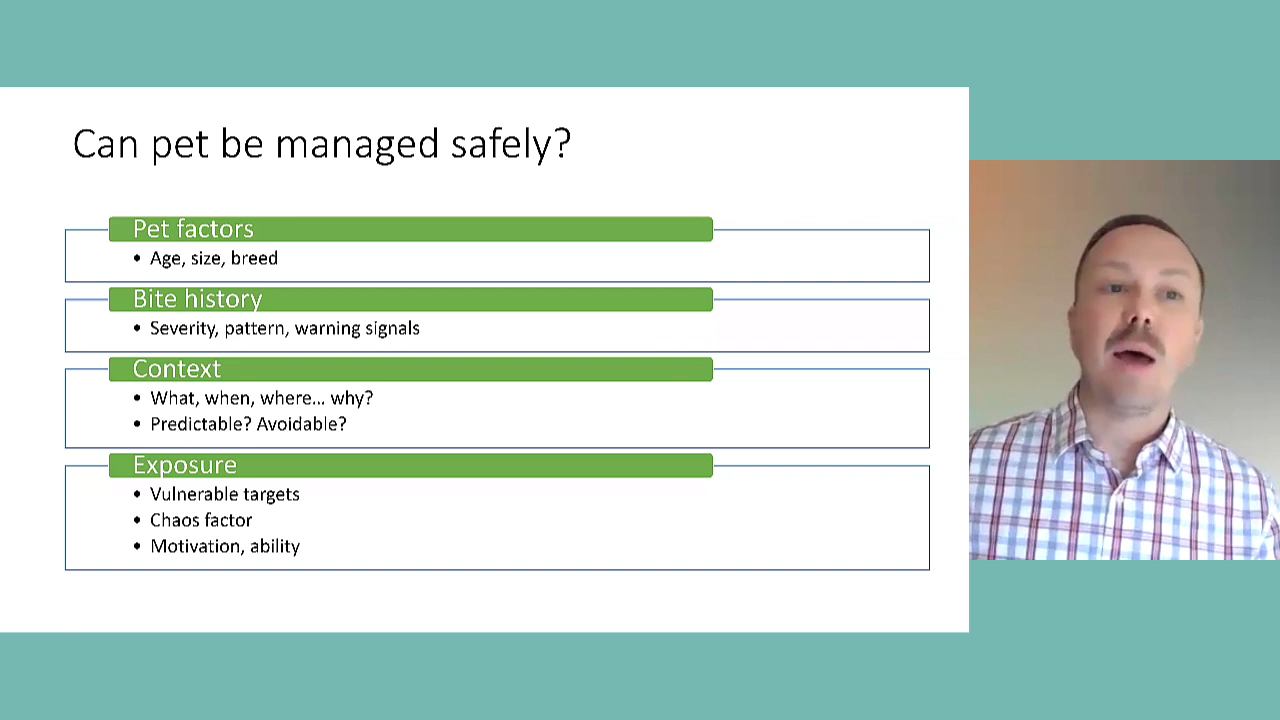 Can pet be managed safely?
Pet factors
• Age, size, breed
Bite history
• Severity, pattern, warning signals
Context
• What, when, where... why?
• Predictable? Avoidable?
Exposure
• Vulnerable targets
• Chaos factor
• Motivation, ability